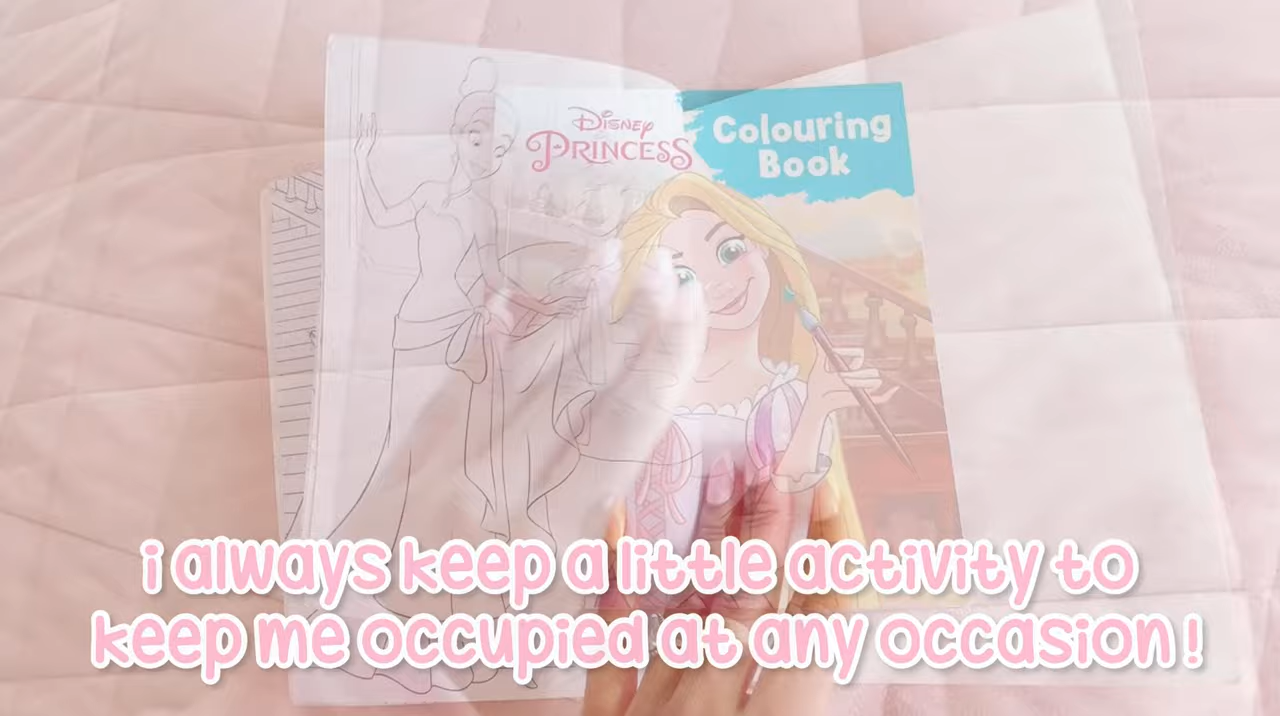 Disney
PRINCESS
Colouring
Book
i always keep a little activity to
keep me occupied at any occasion!